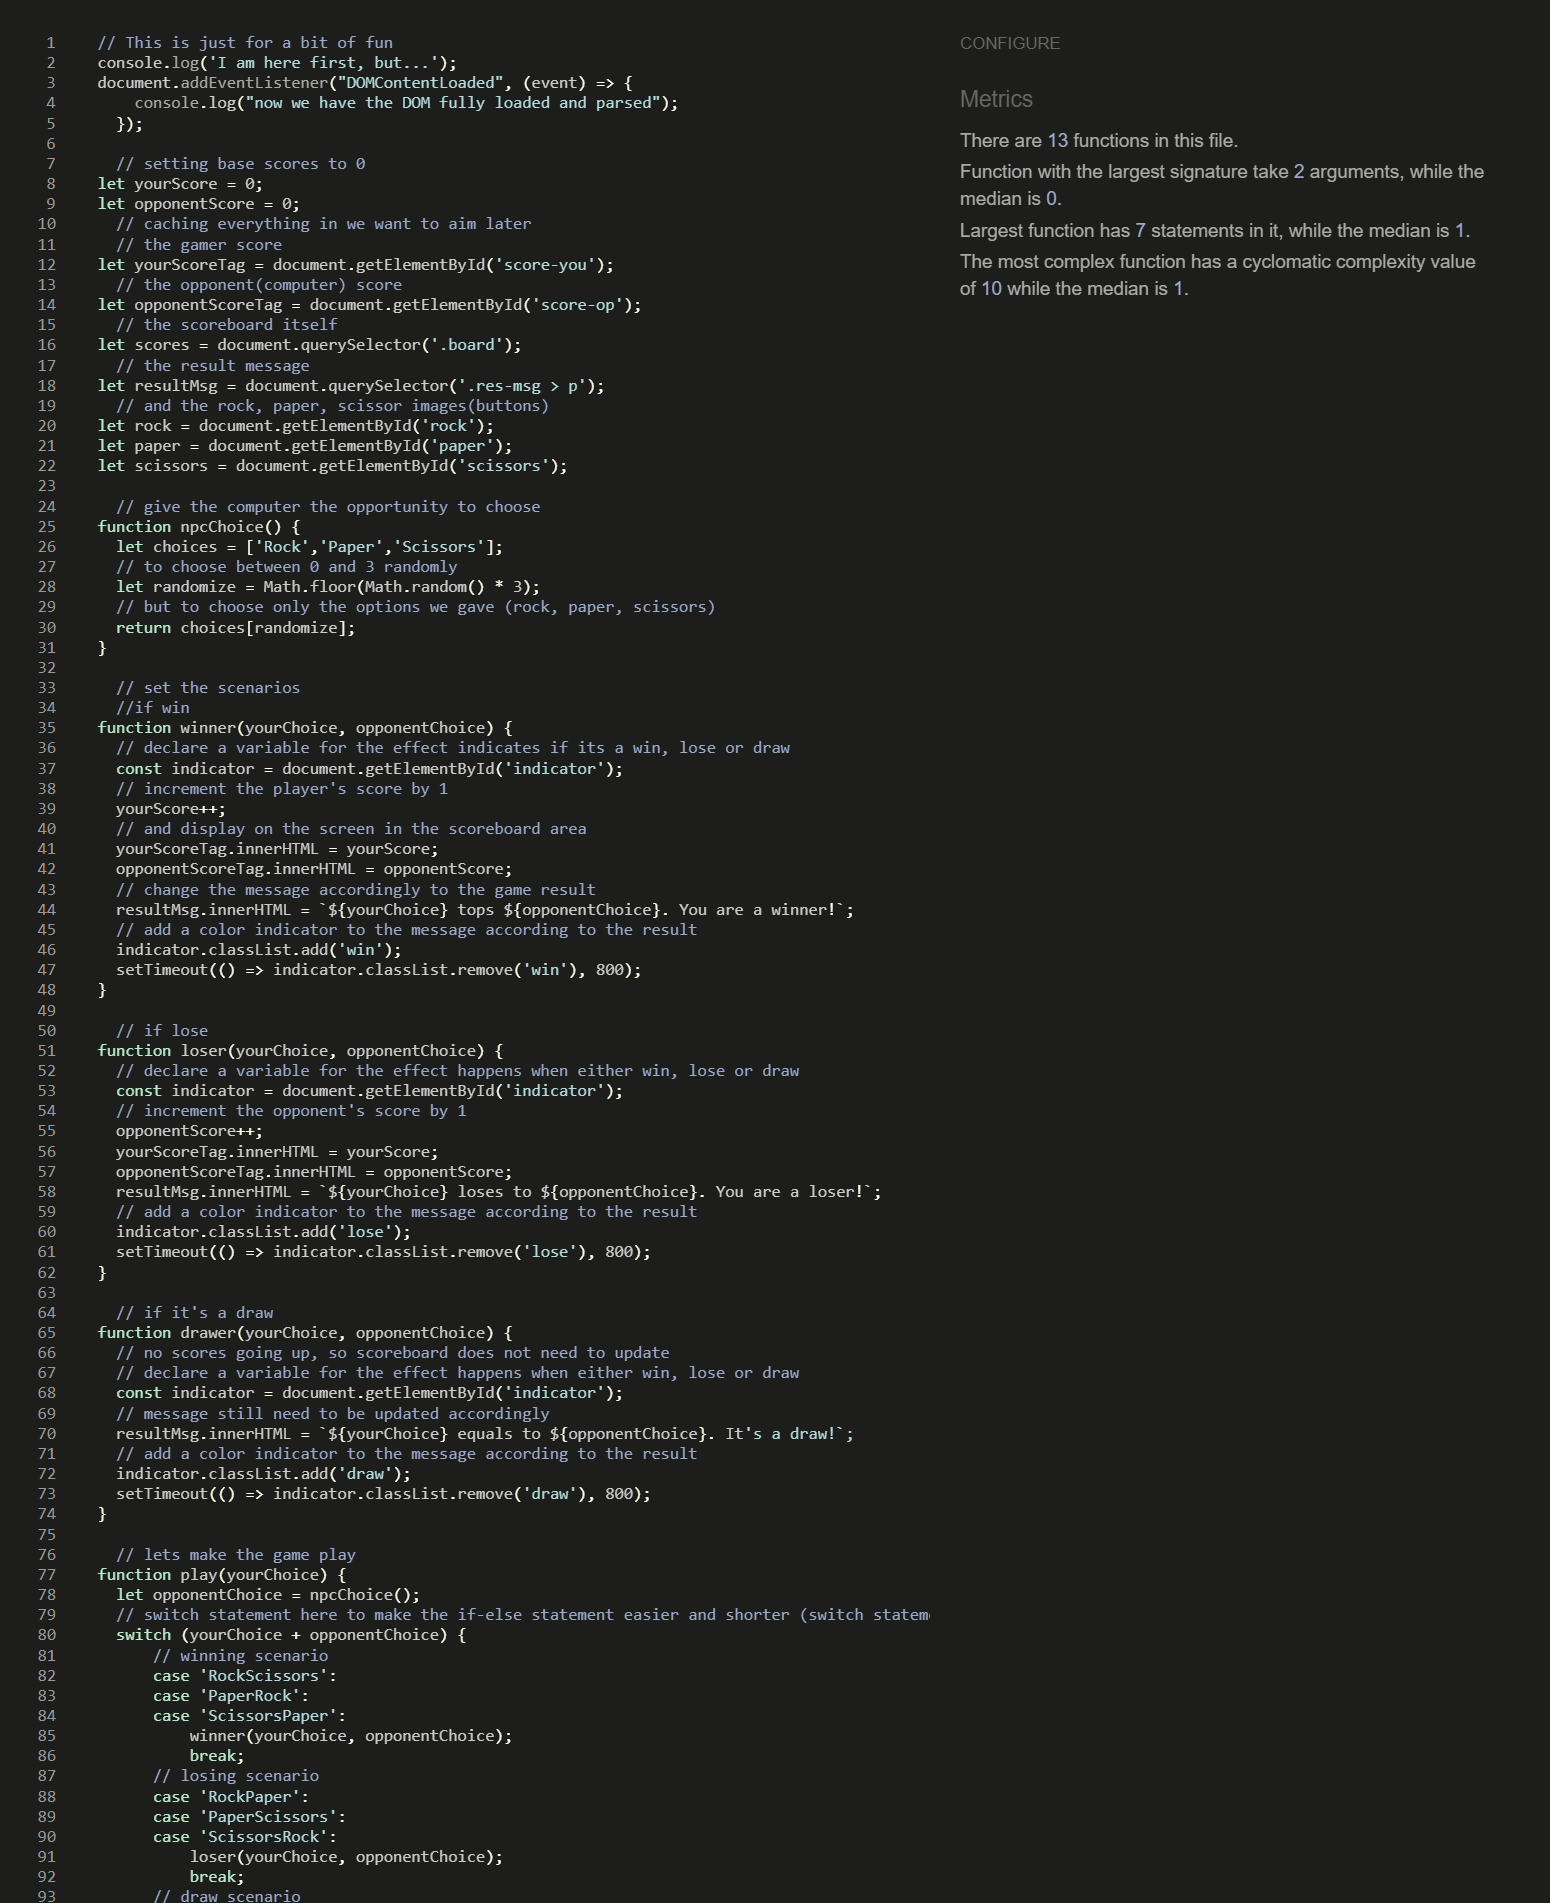 1 // This is just for a bit of fun
2 console.log('I am here first, but...');
3 document.addEventListener("DOMContentLoaded", (event) => {
4 console.log("now we have the DOM fully loaded and parsed");
5 });
6
7 // setting base scores to 0
8 let yourScore = 0;
9 let opponentScore = 0;
10 // caching everything in we want to aim later
11 // the gamer score
12 let yourScoreTag = document.getElementById('score-you');
13 // the opponent(computer) score
14 let opponentScoreTag = document.getElementById('score-op');
15 // the scoreboard itself
16 let scores = document.querySelector('.board');
17 // the result message
18 let resultMsg = document.querySelector('.res-msg > p');
19 // and the rock, paper, scissor images(buttons)
20 let rock = document.getElementById('rock');
21 let paper = document.getElementById('paper');
22 let scissors = document.getElementById('scissors');
23
24 // give the computer the opportunity to choose
25 function npcChoice() {
26 let choices = ['Rock','Paper','Scissors'];
27 // to choose between 0 and 3 randomly
28 let randomize = Math.floor(Math.random() * 3);
29 // but to choose only the options we gave (rock, paper, scissors)
30 return choices[randomize];
31 }
32
33 // set the scenarios
34 //if win
35 function winner(yourChoice, opponentChoice) {
36 // declare a variable for the effect indicates if its a win, lose or draw
37 const indicator = document.getElementById('indicator');
38 // increment the player's score by 1
39 yourScore++;
40 // and display on the screen in the scoreboard area
41 yourScoreTag.innerHTML = yourScore;
42 opponentScoreTag.innerHTML = opponentScore;
43 // change the message accordingly to the game result
44 resultMsg.innerHTML = `${yourChoice} tops ${opponentChoice}. You are a winner!`;
45 // add a color indicator to the message according to the result
46 indicator.classList.add('win');
47 setTimeout(() => indicator.classList.remove('win'), 800);
48 }
49
50 // if lose
51 function loser(yourChoice, opponentChoice) {
52 // declare a variable for the effect happens when either win, lose or draw
53 const indicator = document.getElementById('indicator');
54 // increment the opponent's score by 1
55 opponentScore++;
56 yourScoreTag.innerHTML = yourScore;
57 opponentScoreTag.innerHTML = opponentScore;
58 resultMsg.innerHTML = `${yourChoice} loses to ${opponentChoice}. You are a loser!`;
59 // add a color indicator to the message according to the result
60 indicator.classList.add('lose');
61 setTimeout(() => indicator.classList.remove('lose'), 800);
62 }
63
64 // if it's a draw
65 function drawer(yourChoice, opponentChoice) {
66 // no scores going up, so scoreboard does not need to update
67 // declare a variable for the effect happens when either win, lose or draw
68 const indicator = document.getElementById('indicator');
69 // message still need to be updated accordingly
70 resultMsg.innerHTML = `${yourChoice} equals to ${opponentChoice}. It's a draw!`;
71 // add a color indicator to the message according to the result
72 indicator.classList.add('draw');
73 setTimeout(() => indicator.classList.remove('draw'), 800);
74 }
75
76 // lets make the game play
77 function play(yourChoice) {
78 let opponentChoice = npcChoice();
79 // switch statement here to make the if-else statement easier and shorter (switch statem
80 switch (yourChoice + opponentChoice) {
81 // winning scenario
82 case 'RockScissors':
83 case 'PaperRock':
84 case 'ScissorsPaper':
85 winner(yourChoice, opponentChoice);
86 break;
87 // losing scenario
88 case 'RockPaper':
89 case 'PaperScissors':
90 case 'ScissorsRock':
91 loser(yourChoice, opponentChoice);
92 break;
93 // draw scenario
CONFIGURE
Metrics
There are 13 functions in this file.
Function with the largest signature take 2 arguments, while the
median is 0.
Largest function has 7 statements in it, while the median is 1.
The most complex function has a cyclomatic complexity value
of 10 while the median is 1.